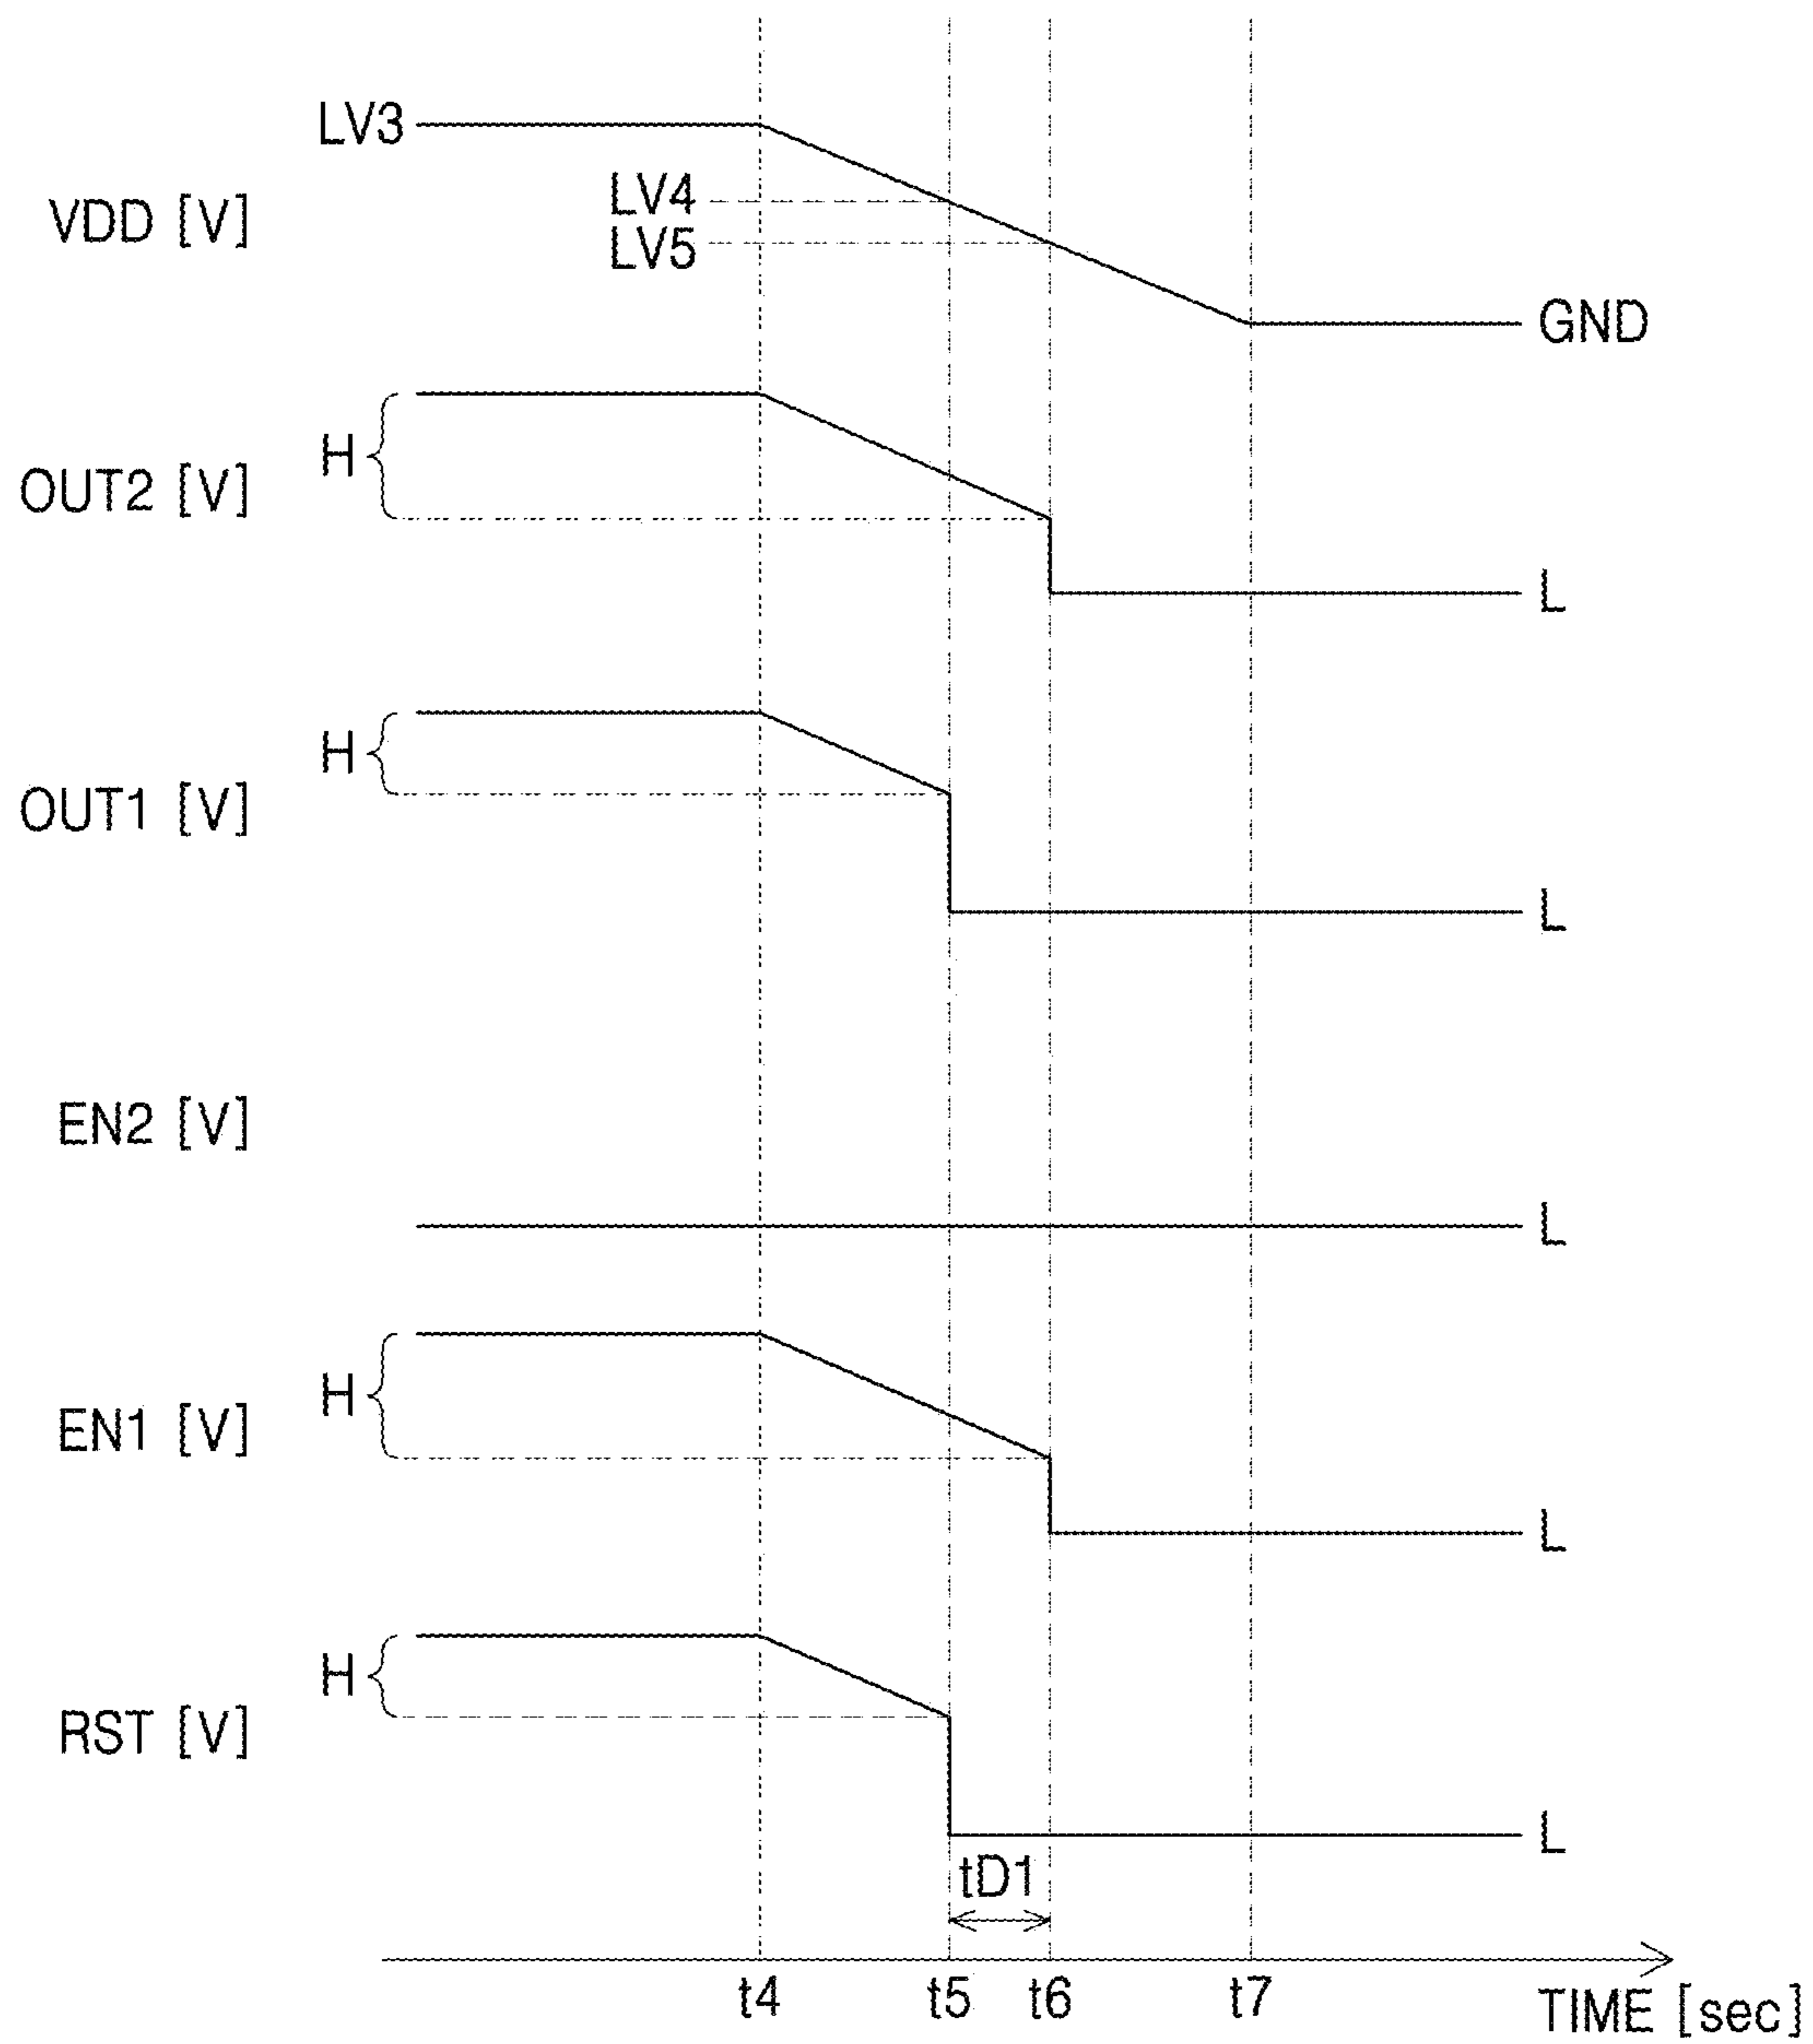 LV3
LV4
VDD [V]
LV5
GND
H
OUT2 [V]
L
H
OUT1 [V]
L
EN2 [V]
L
H
EN1 [V]
L
H
RST [V]
L
tD1
t4 t5 t6 t7
TIME [sec]